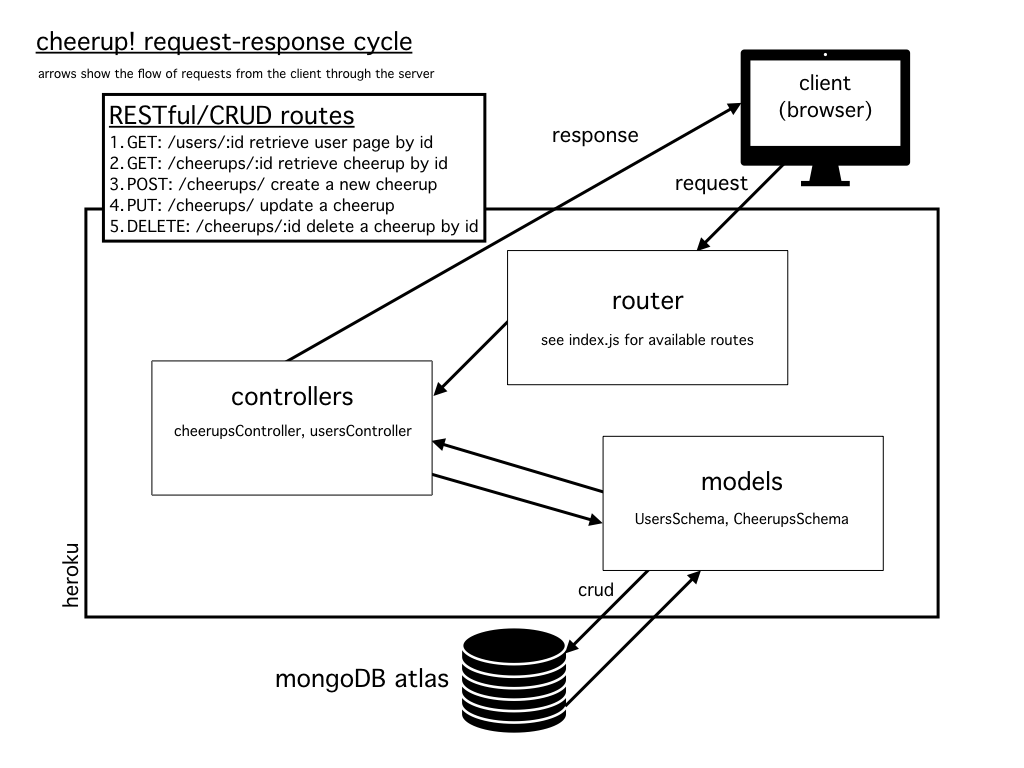 cheerup! request-response cycle
arrows show the flow of requests from the client through the server
RESTful/CRUD routes
1. GET: /users/:id retrieve user page by id
2. GET: /cheerups/:id retrieve cheerup by id
3. POST: /cheerups/ create a new cheerup
4. PUT: /cheerups/ update a cheerup
5. DELETE: /cheerups/:id delete a cheerup by id
client
(browser)
response
request
router
see index.js for available routes
controllers
cheerupsController, usersController
models
UsersSchema, CheerupsSchema
heroku
crud
mongoDB atlas